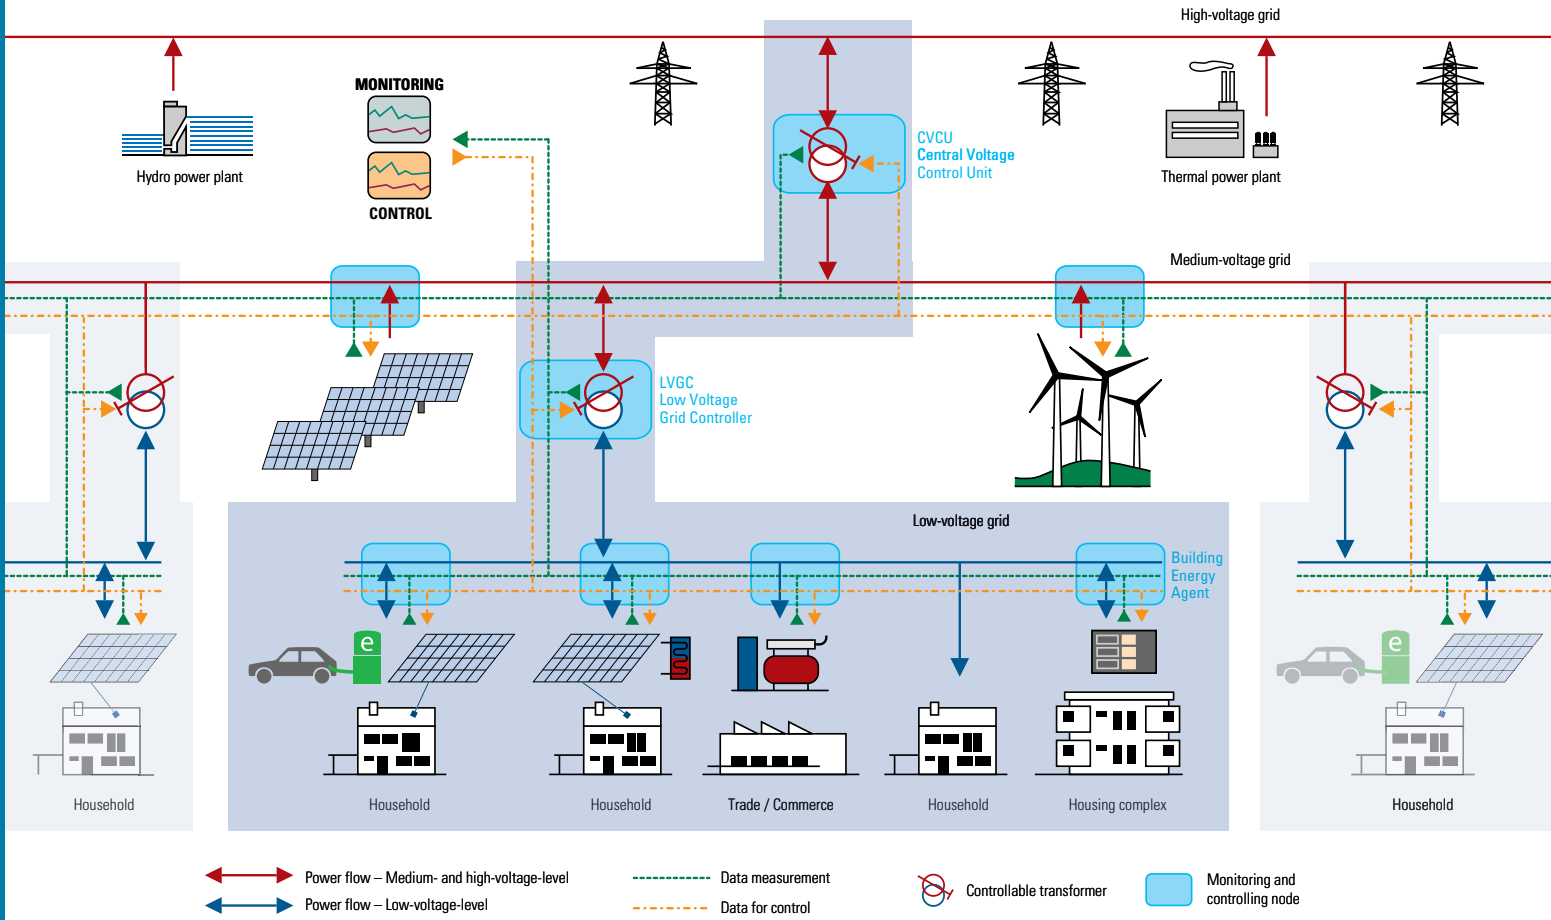 High-voltage grid
MONITORING
CONTROL
Hydro power plant
CVCU
Central Voltage
Control Unit
Thermal power plant
Medium-voltage grid
LVGC
Low Voltage
Grid Controller
Low-voltage grid
Building
Energy
Agent
e
e
Household
Household
Household
Trade / Commerce
Household
Housing complex
Household
Power flow – Medium- and high-voltage-level
Power flow – Low-voltage-level
Data measurement
Data for control
Controllable transformer
Monitoring and
controlling node